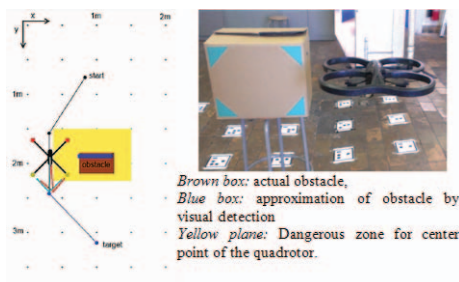 x
1m
2m
y
start
1m
2m
obstacle
3m
target
Brown box: actual obstacle,
Blue box: approximation of obstacle by
visual detection
Yellow plane: Dangerous zone for center
point of the quadrotor.